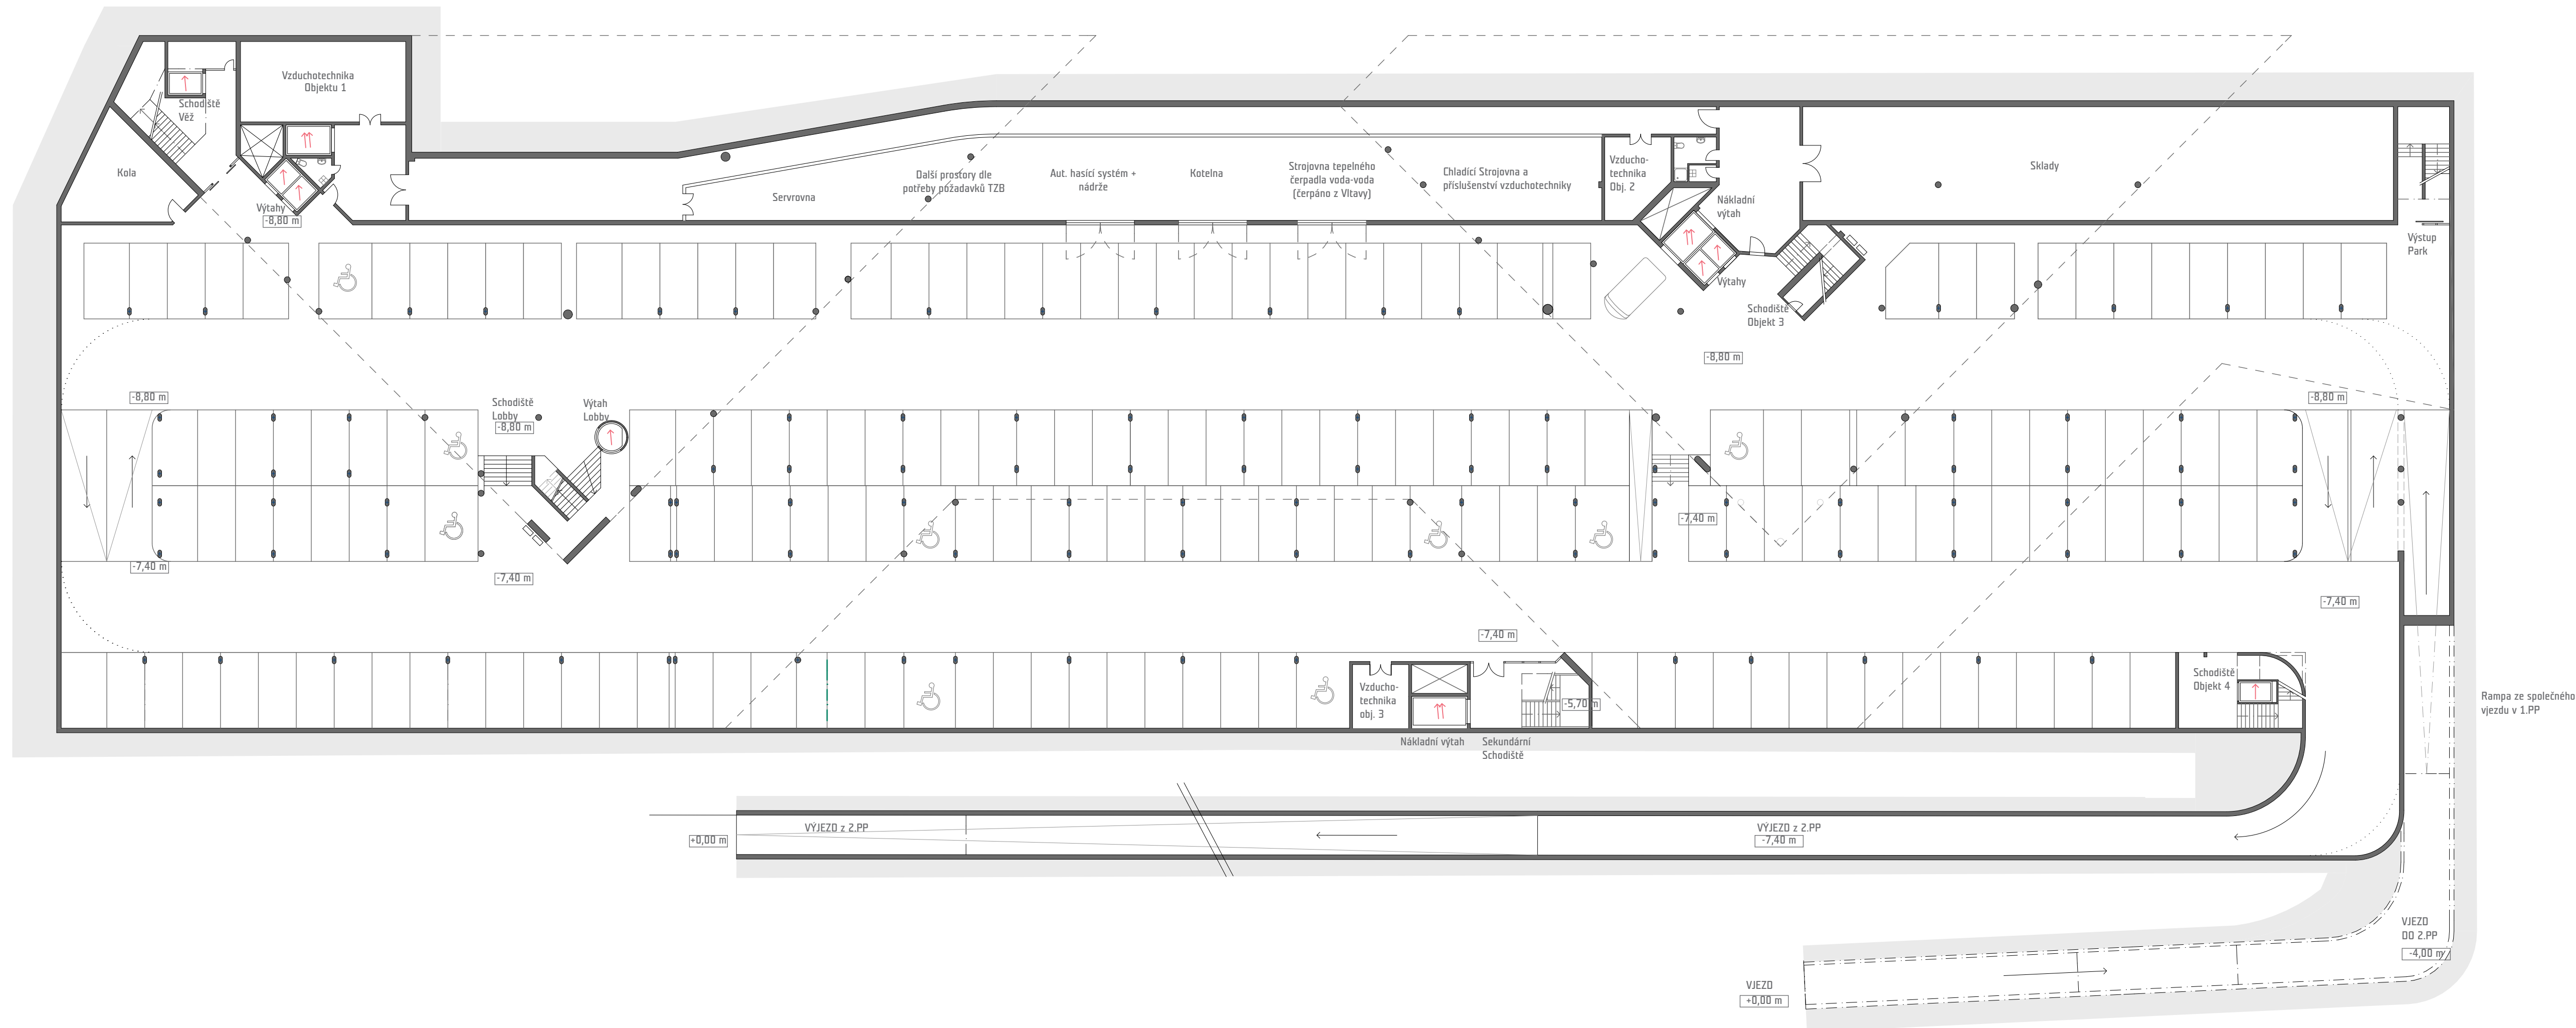 Vzduchotechnika
Objektu 1
Schodiště
Věž
Kola
Výtahy
-8,80 m
Servrovna
Další prostory dle
potřeby púžadavků TZB
Aut. hasící systém +
nádrže
Kotelna
Strojovna tepelného
čerpadla voda-voda
(čerpáno z Vltavy)
Chladící Strojovna a
příslušenství vzduchotechniky
Vzducho-
technika
Obj. 2
Nákladní
výtah
Výtahy
Sklady
Výstup
Park
Schodiště
Objekt 3
-8,80 m
-8,80 m
-8,80 m
Schodiště
Lobby
-8,80 m
Výtah
Lobby
-7,40 m
-7,40 m
-7,40 m
-7,40 m
-7,40 m
Vzducho-
technika
obj. 3
-5,70 m
Schodiště
Objekt 4
Nákladní výtah
Sekundární
Schodiště
Rampa ze společného
vjezdu v 1.PP
+0,00 m
VÝJEZD z 2.PP
VÝJEZD z 2.PP
-7,40 m
VJEZD
DO 2.PP
-4,00 m
VJEZD
+0,00 m